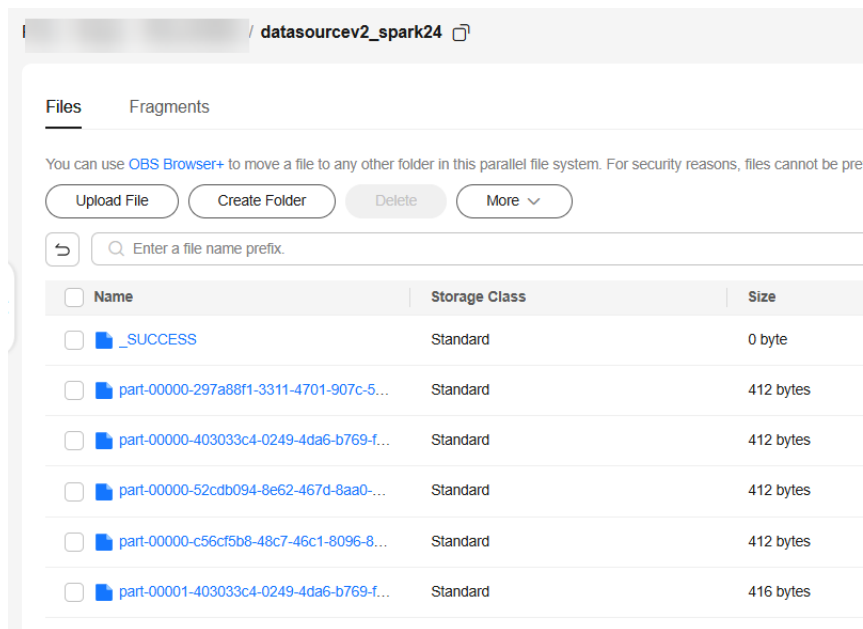 / datasourcev2_spark24
Files Fragments
You can use OBS Browser+ to move a file to any other folder in this parallel file system. For security reasons, files cannot be pre
Upload File Create Folder Delete More
Enter a file name prefix.
Name Storage Class Size
_SUCCESS Standard 0 byte
part-00000-297a88f1-3311-4701-907c-5... Standard 412 bytes
part-00000-403033c4-0249-4da6-b769-f... Standard 412 bytes
part-00000-52cdb094-8e62-467d-8aa0-... Standard 412 bytes
part-00000-c56cf5b8-48c7-46c1-8096-8... Standard 412 bytes
part-00001-403033c4-0249-4da6-b769-f... Standard 416 bytes